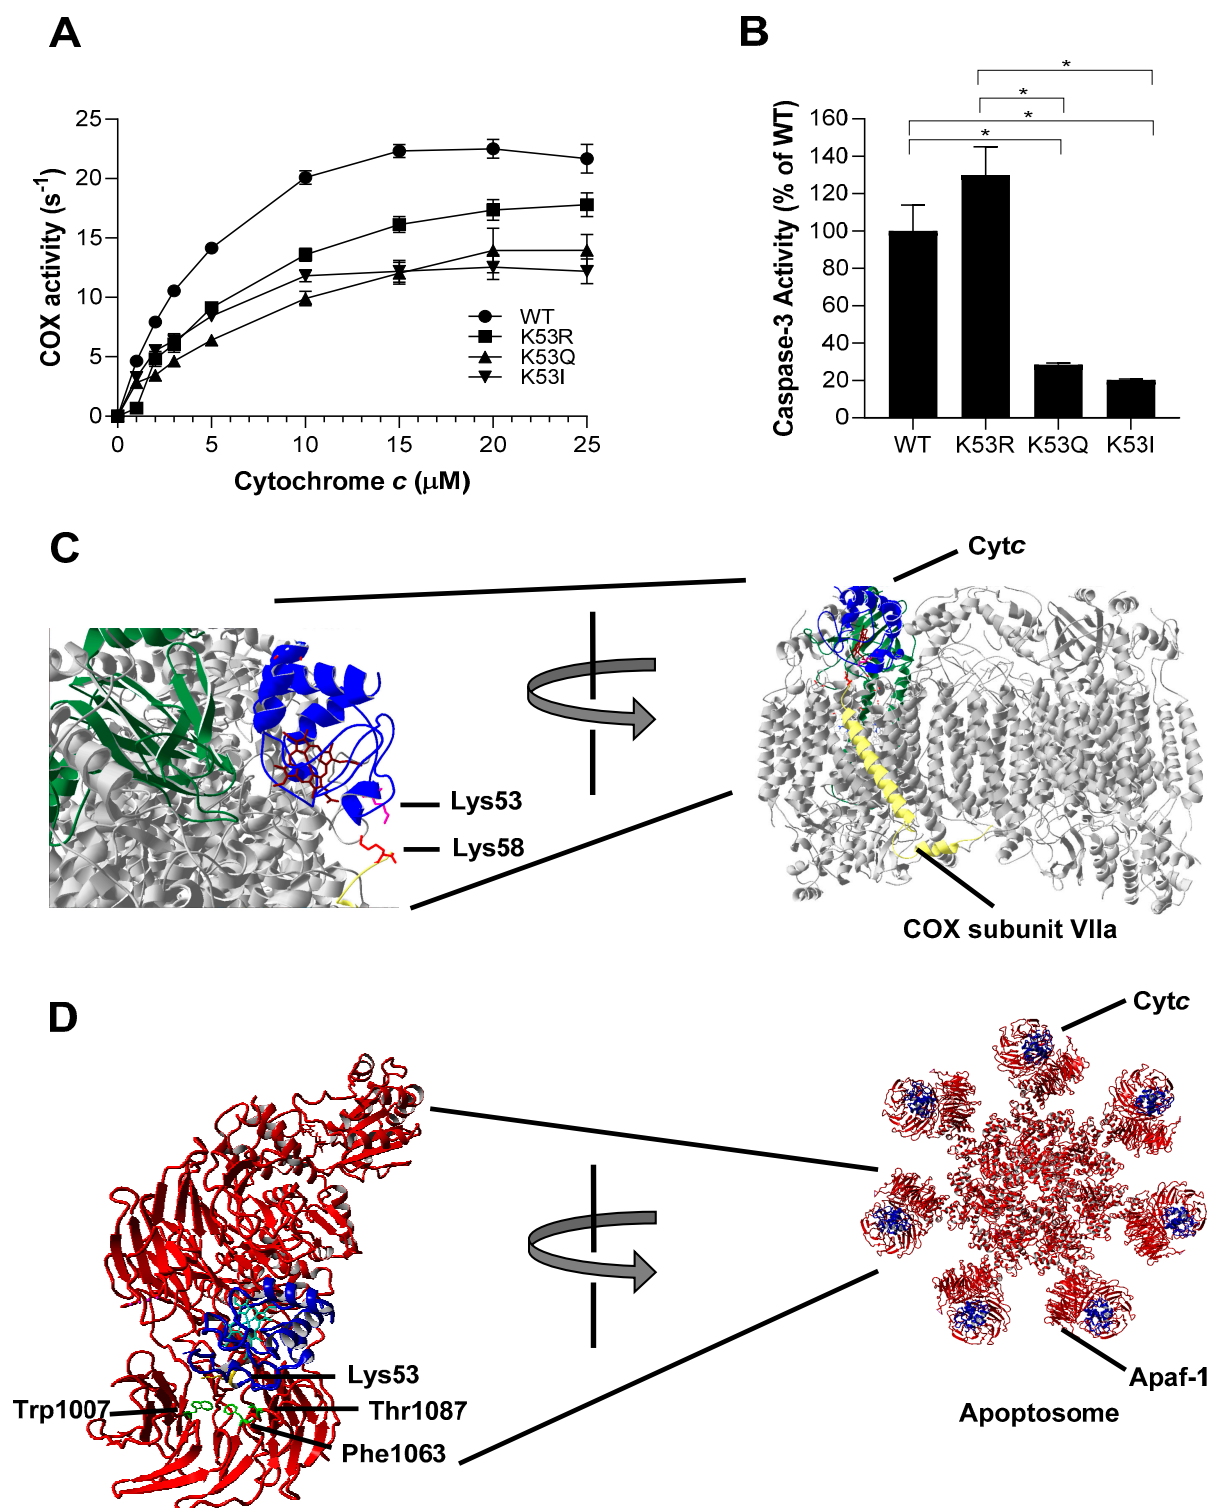 A
COX activity (s-1)
25
20
15
10
5
0
0 5 10 15 20 25
Cytochrome c (μM)
WT
K53R
K53Q
K53I
B
Caspase-3 Activity (% of WT)
160
140
120
100
80
60
40
20
0
*
*
*
*
WT K53R K53Q K53I
C
Cytc
Lys53
Lys58
COX subunit VIIa
D
Cytc
Lys53
Trp1007
Thr1087
Phe1063
Apaf-1
Apoptosome